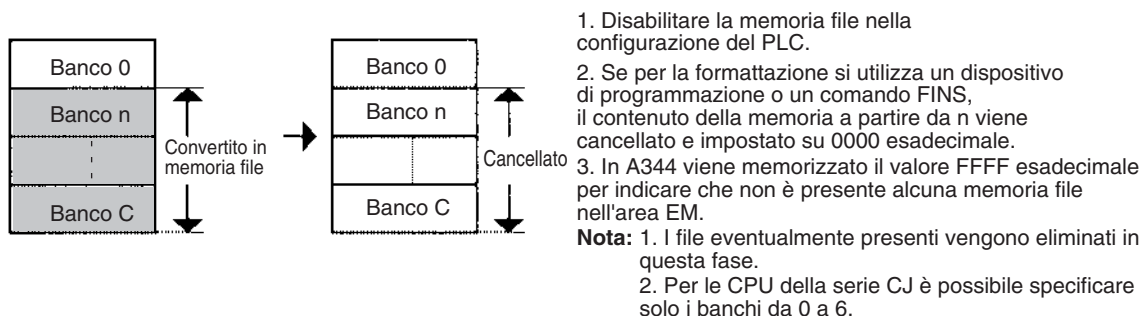 Banco 0
Banco n
Banco C
Convertito in
memoria file
Banco 0
Banco n
Banco C
Cancellato
1. Disabilitare la memoria file nella
configurazione del PLC.
2. Se per la formattazione si utilizza un dispositivo
di programmazione o un comando FINS,
il contenuto della memoria a partire da n viene
cancellato e impostato su 0000 esadecimale.
3. In A344 viene memorizzato il valore FFFF esadecimale
per indicare che non è presente alcuna memoria file
nell'area EM.
Nota: 1. I file eventualmente presenti vengono eliminati in
questa fase.
2. Per le CPU della serie CJ è possibile specificare
solo i banchi da 0 a 6.